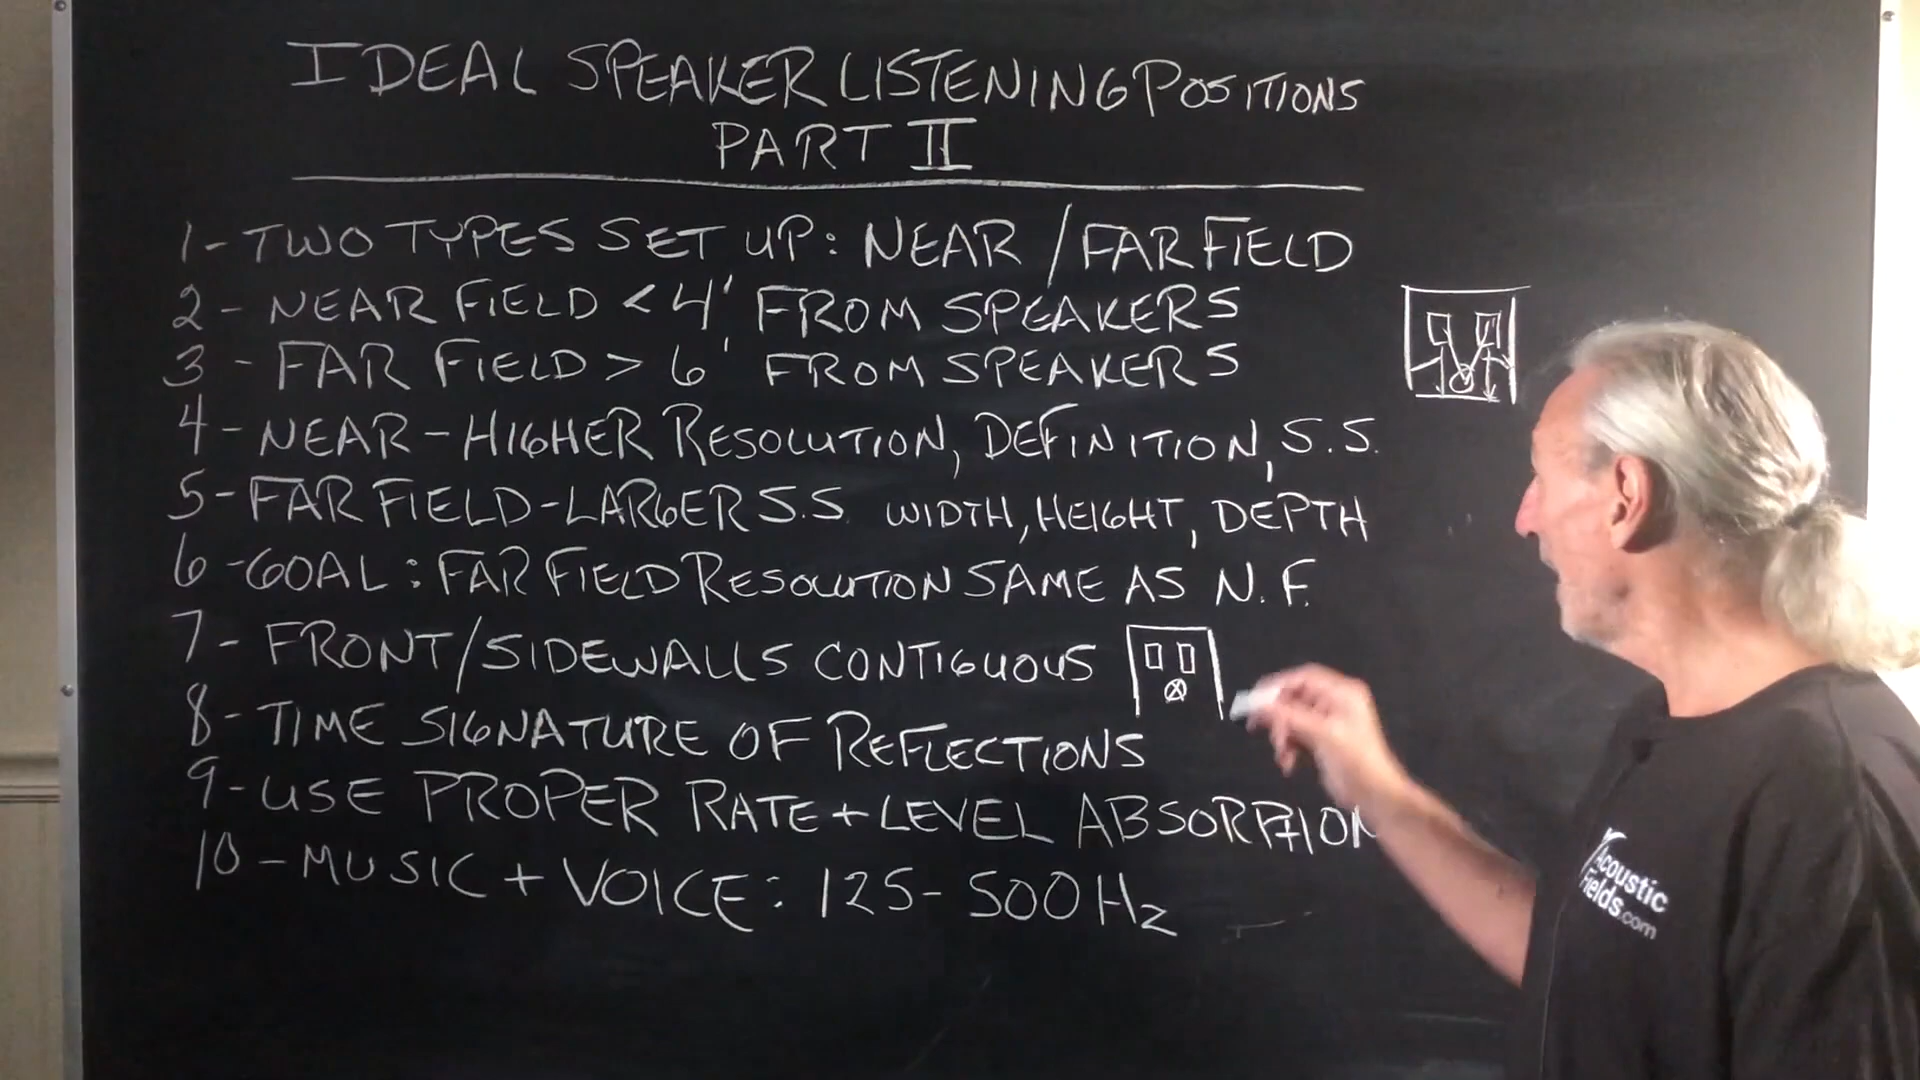 IDEAL SPEAKER LISTENING POSITIONS
PART II
1- TWO TYPES SET UP: NEAR / FAR FIELD
2 - NEAR FIELD < 4' FROM SPEAKERS
3 - FAR FIELD > 6' FROM SPEAKERS
4 - NEAR - HIGHER RESOLUTION, DEFINITION, S.S.
5 - FAR FIELD - LARGER S.S. WIDTH, HEIGHT, DEPTH
6 - GOAL : FAR FIELD RESOLUTION SAME AS N.F.
7 - FRONT/SIDEWALLS CONTIGUOUS
8 - TIME SIGNATURE OF REFLECTIONS
9 - USE PROPER RATE + LEVEL ABSORPTION
10 - MUSIC + VOICE : 125 - 500 Hz
Acoustic
Fields.com